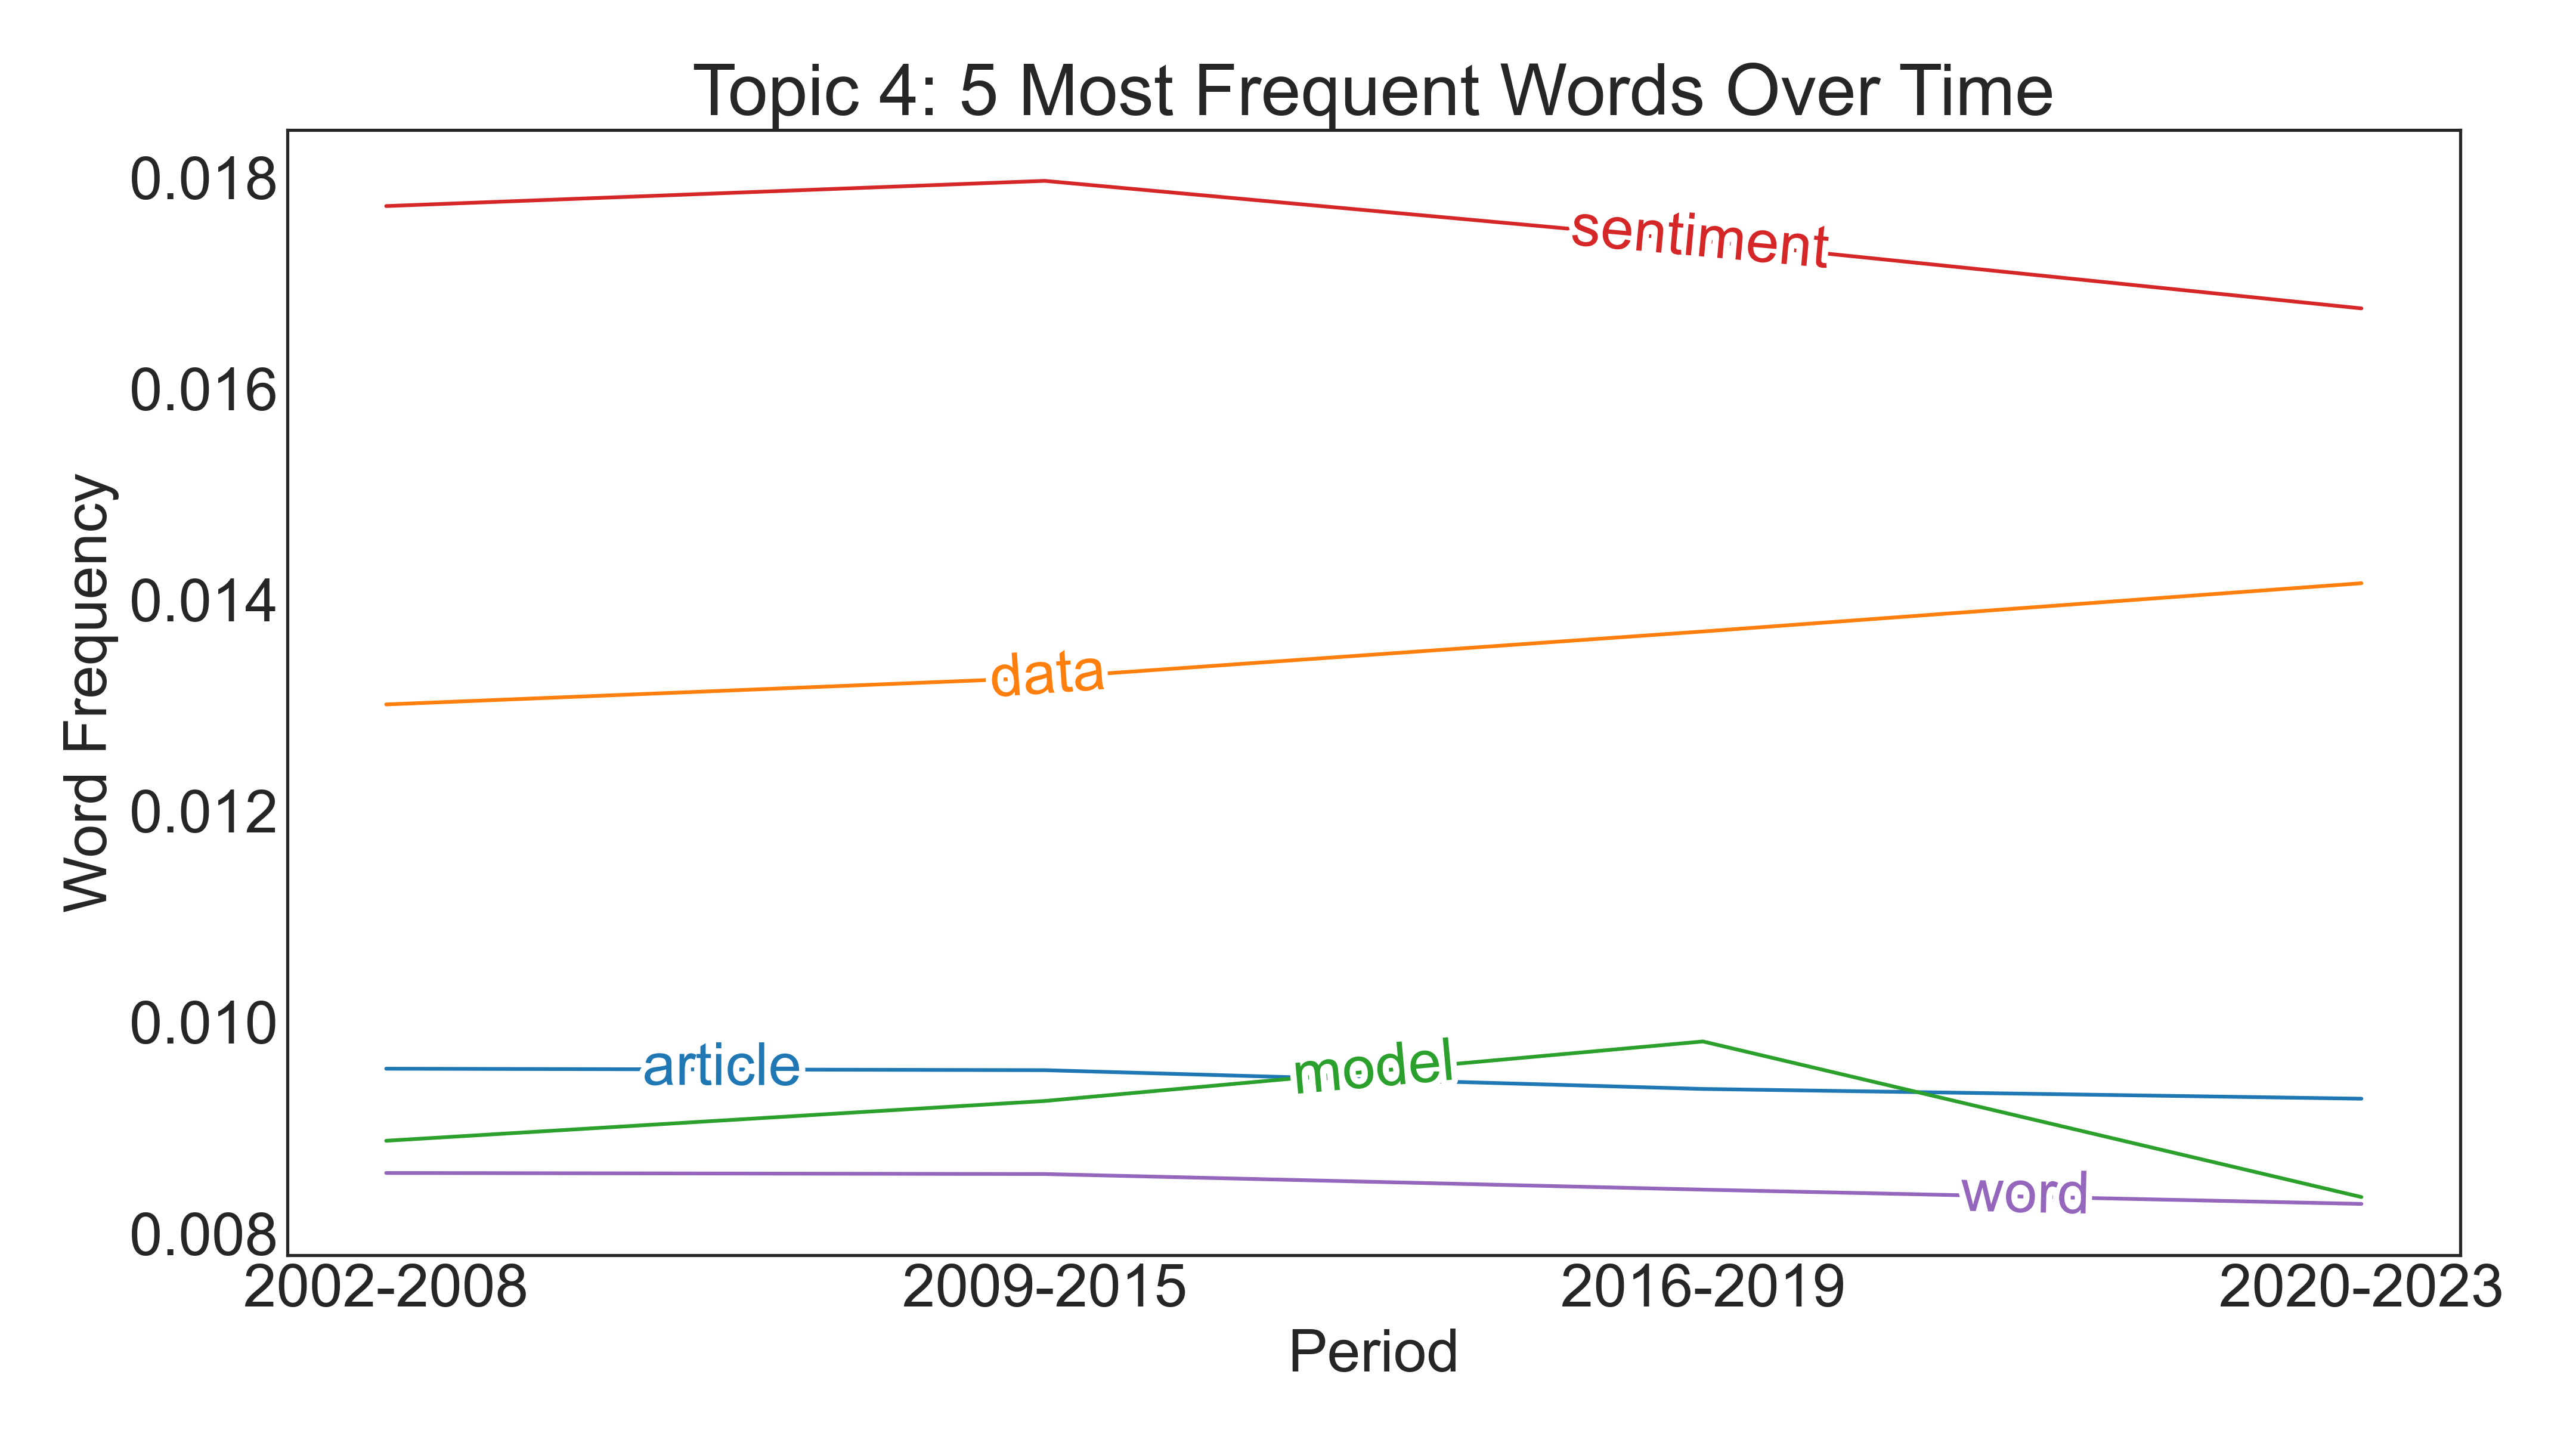 Topic 4: 5 Most Frequent Words Over Time
0.018
0.016
0.014
0.012
0.010
0.008
Word Frequency
sentiment
data
article
model
word
2002-2008
2009-2015
2016-2019
2020-2023
Period